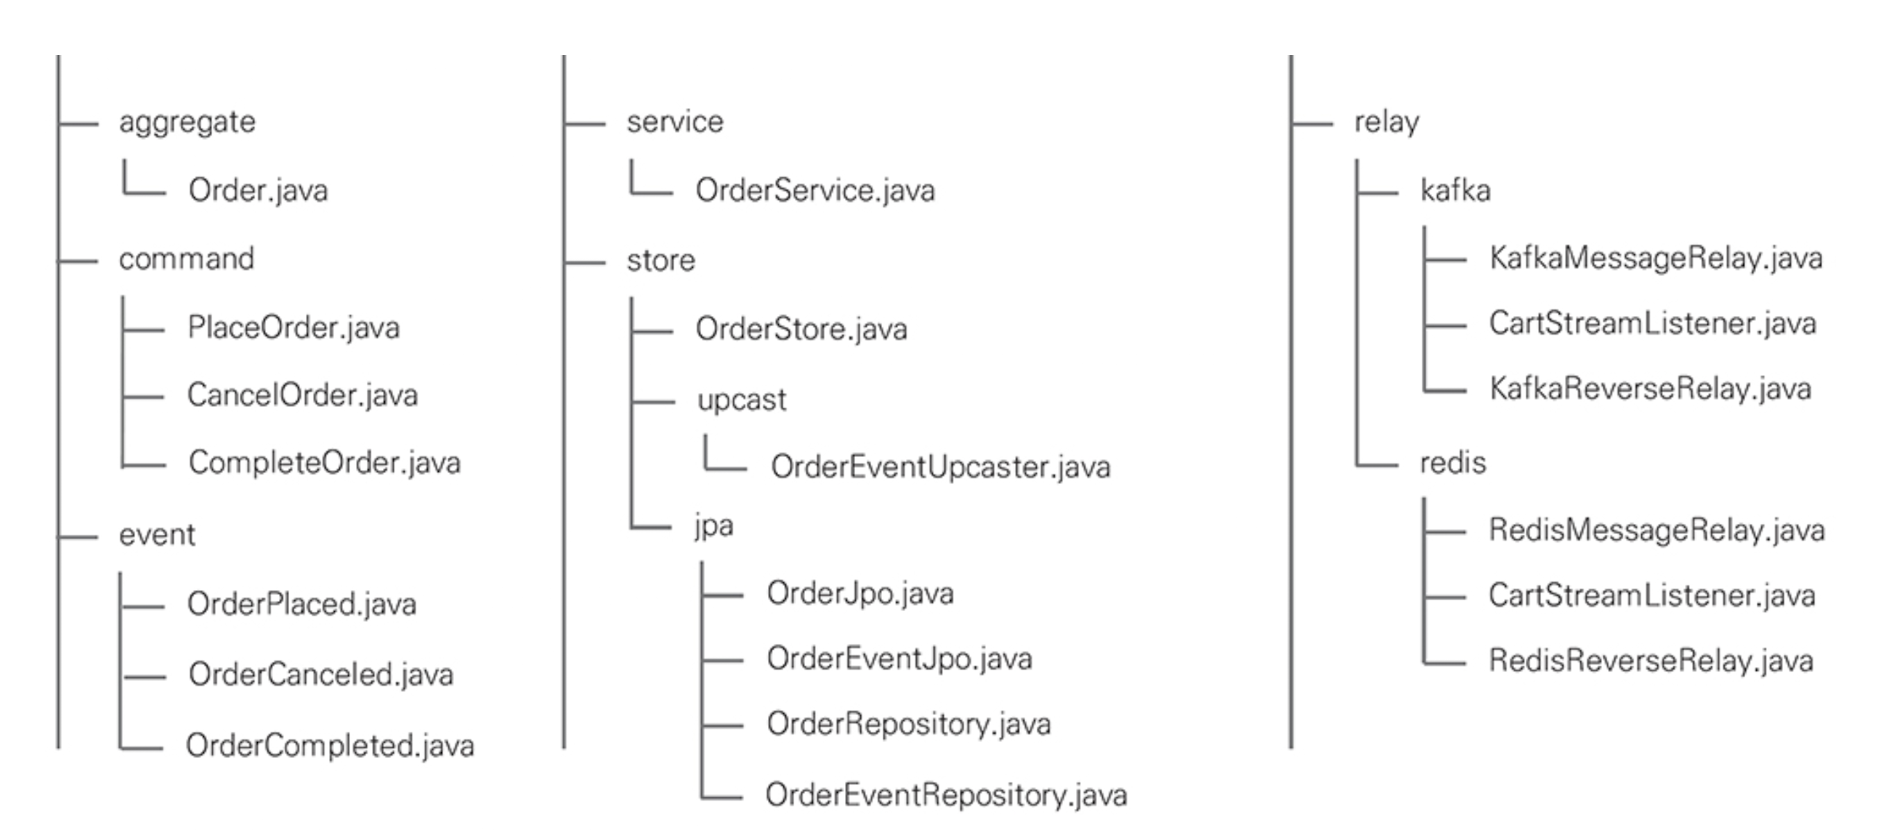 aggregate
Order.java
command
PlaceOrder.java
CancelOrder.java
CompleteOrder.java
event
OrderPlaced.java
OrderCanceled.java
OrderCompleted.java
service
OrderService.java
store
OrderStore.java
upcast
OrderEventUpcaster.java
jpa
OrderJpo.java
OrderEventJpo.java
OrderRepository.java
OrderEventRepository.java
relay
kafka
KafkaMessageRelay.java
CartStreamListener.java
KafkaReverseRelay.java
redis
RedisMessageRelay.java
CartStreamListener.java
RedisReverseRelay.java